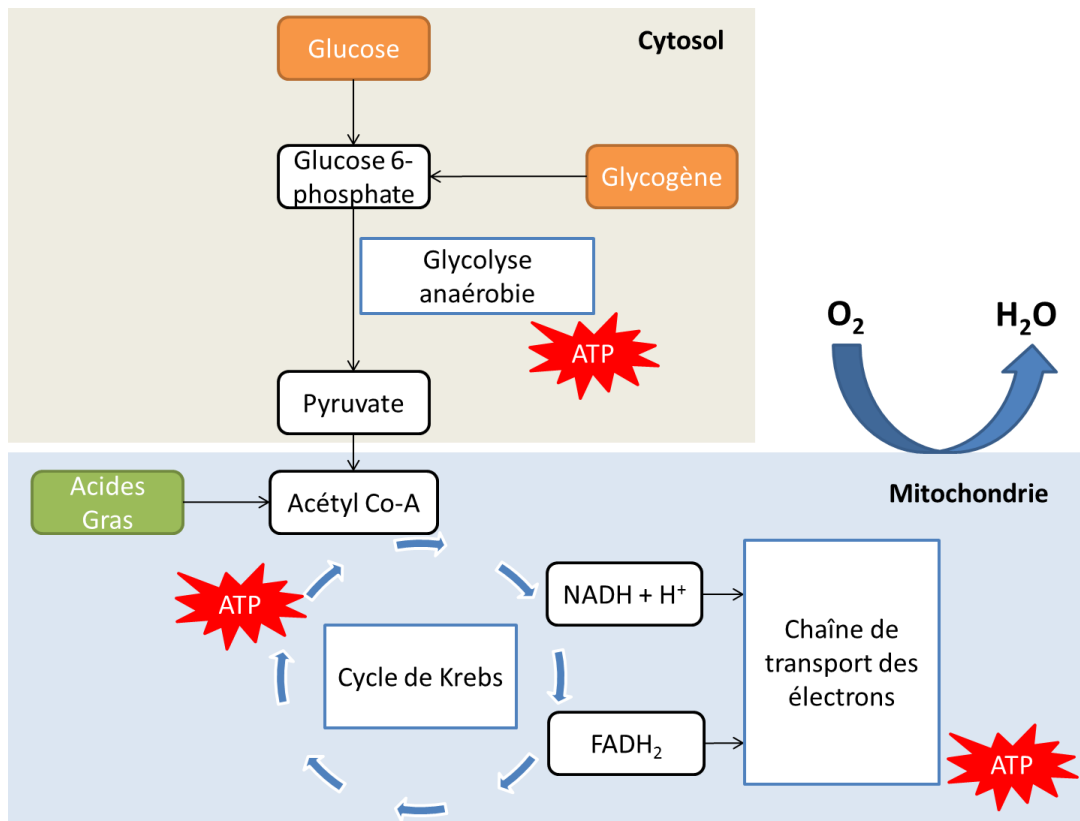 Glucose
Cytosol
Glucose 6-
phosphate
Glycogène
Glycolyse
anaérobie
ATP
O₂
H₂O
Pyruvate
Acides
Gras
Acétyl Co-A
Mitochondrie
ATP
NADH + H⁺
Cycle de Krebs
Chaîne de
transport des
électrons
FADH₂
ATP